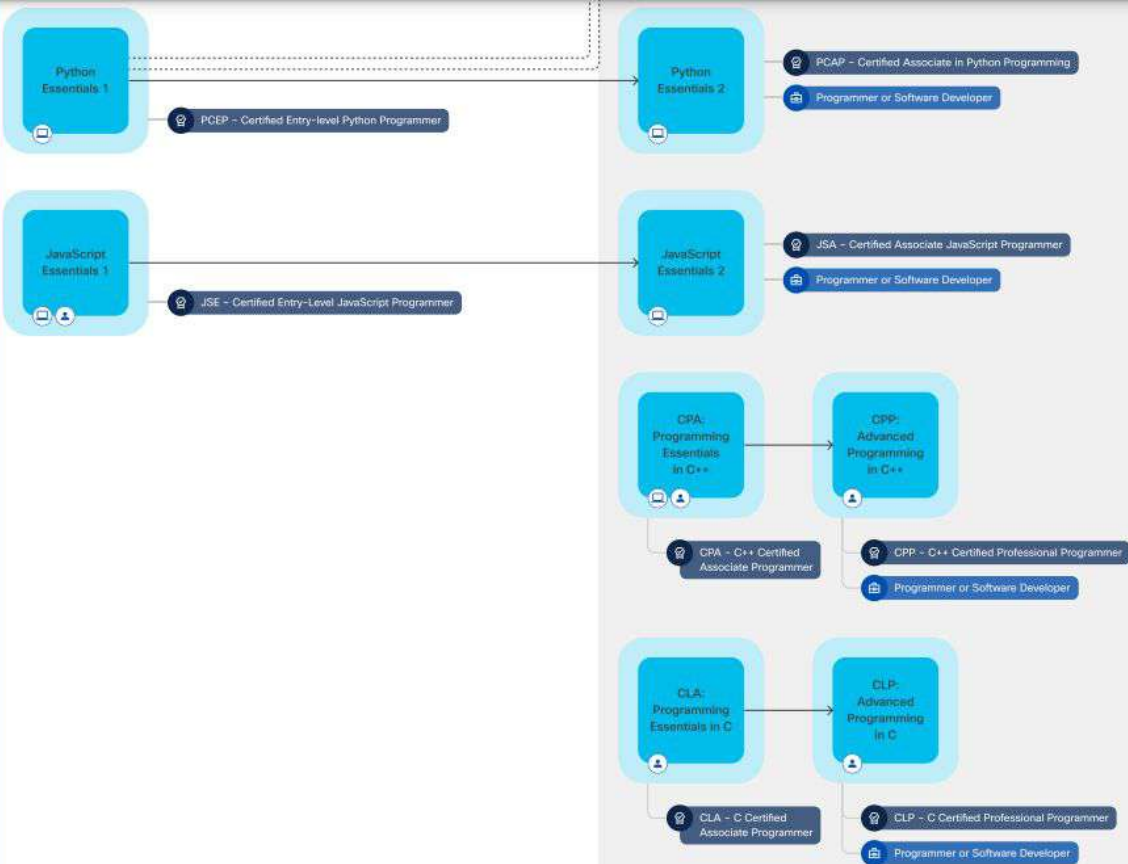 Python
Essentials 1
PCEP – Certified Entry-level Python Programmer
Python
Essentials 2
PCAP – Certified Associate in Python Programming
Programmer or Software Developer
JavaScript
Essentials 1
JSE – Certified Entry-Level JavaScript Programmer
JavaScript
Essentials 2
JSA – Certified Associate JavaScript Programmer
Programmer or Software Developer
CPA:
Programming
Essentials
in C++
CPA – C++ Certified
Associate Programmer
CPP:
Advanced
Programming
in C++
CPP – C++ Certified Professional Programmer
Programmer or Software Developer
CLA:
Programming
Essentials in C
CLA – C Certified
Associate Programmer
CLP:
Advanced
Programming
in C
CLP – C Certified Professional Programmer
Programmer or Software Developer